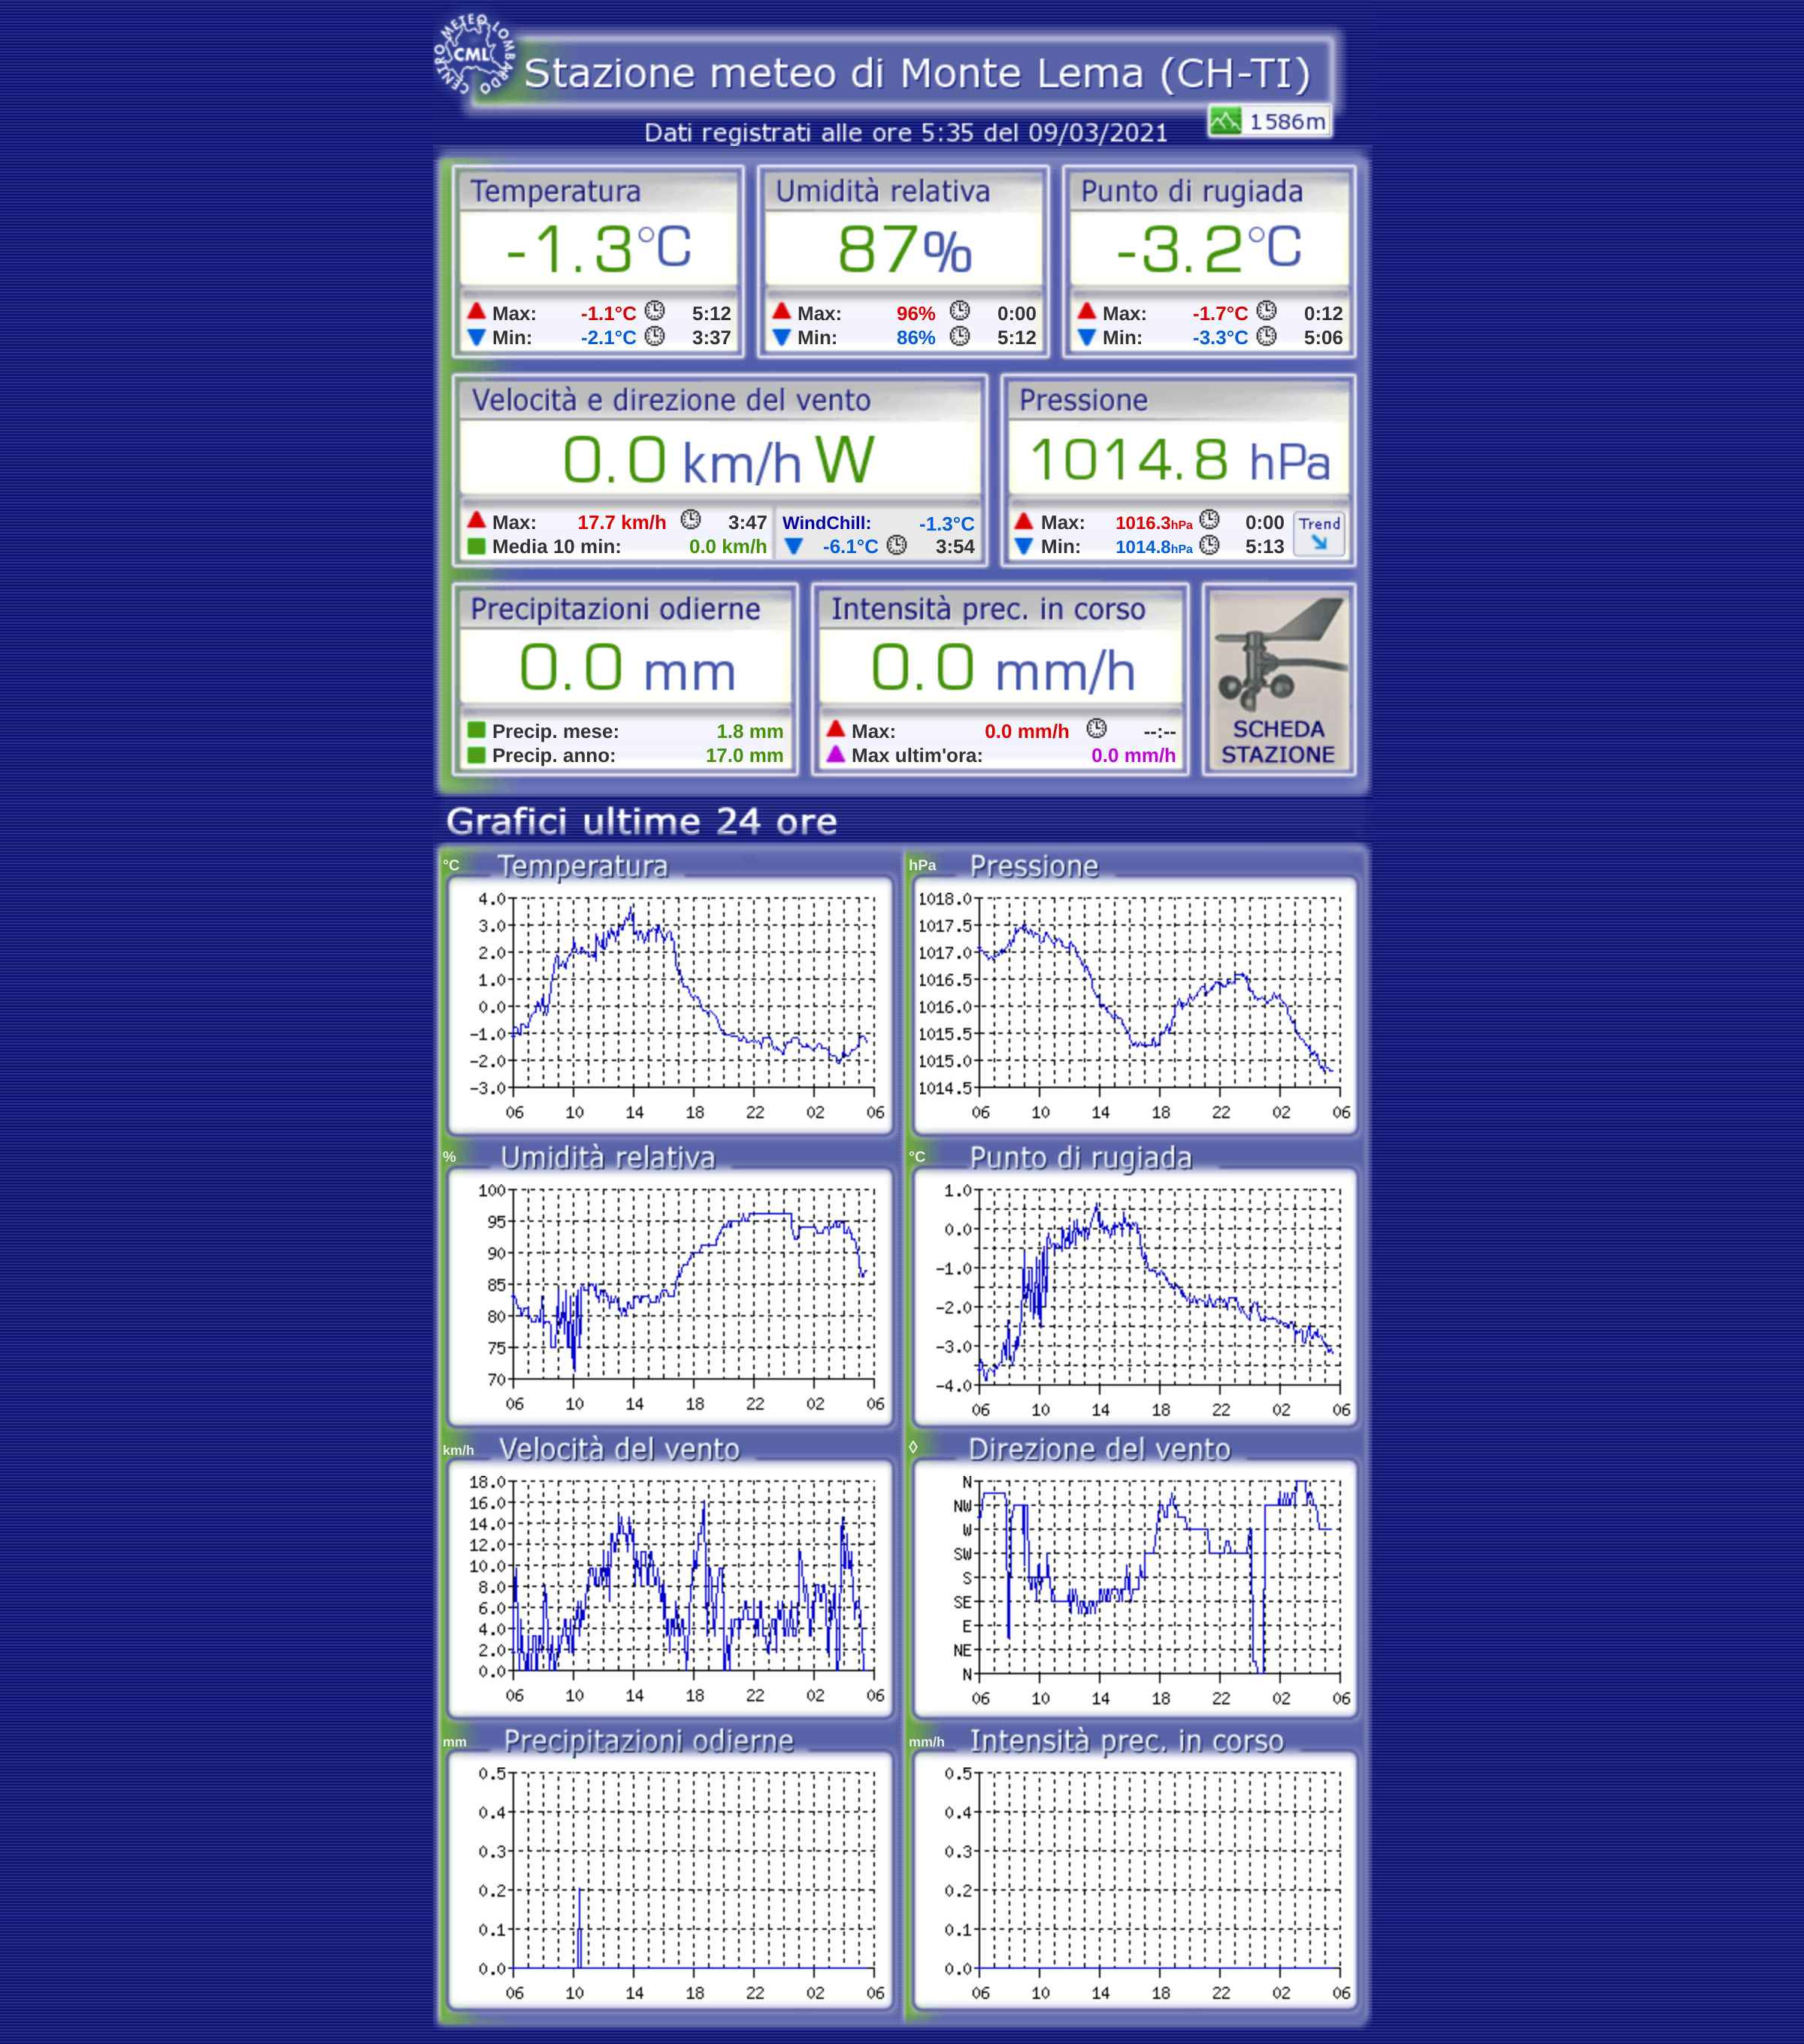 CENTRO METEO LOMBARDO
CML
Stazione meteo di Monte Lema (CH-TI)
1586m
Dati registrati alle ore 5:35 del 09/03/2021
Temperatura Umidità relativa Punto di rugiada
-1.3°C 87% -3.2°C
Max: -1.1°C 5:12 Max: 96% 0:00 Max: -1.7°C 0:12
Min: -2.1°C 3:37 Min: 86% 5:12 Min: -3.3°C 5:06
Velocità e direzione del vento Pressione
0.0 km/h W 1014.8 hPa
Max: 17.7 km/h 3:47 WindChill: -1.3°C Max: 1016.3hPa 0:00 Trend
Media 10 min: 0.0 km/h -6.1°C 3:54 Min: 1014.8hPa 5:13
Precipitazioni odierne Intensità prec. in corso
0.0 mm 0.0 mm/h
Precip. mese: 1.8 mm Max: 0.0 mm/h --:-- SCHEDA
Precip. anno: 17.0 mm Max ultim'ora: 0.0 mm/h STAZIONE
Grafici ultime 24 ore
°C Temperatura
4.0
3.0
2.0
1.0
0.0
-1.0
-2.0
-3.0
06 10 14 18 22 02 06
hPa Pressione
1018.0
1017.5
1017.0
1016.5
1016.0
1015.5
1015.0
1014.5
06 10 14 18 22 02 06
% Umidità relativa
100
95
90
85
80
75
70
06 10 14 18 22 02 06
°C Punto di rugiada
1.0
0.0
-1.0
-2.0
-3.0
-4.0
06 10 14 18 22 02 06
km/h Velocità del vento
18.0
16.0
14.0
12.0
10.0
8.0
6.0
4.0
2.0
0.0
06 10 14 18 22 02 06
◊ Direzione del vento
N
NW
W
SW
S
SE
E
NE
N
06 10 14 18 22 02 06
mm Precipitazioni odierne
0.5
0.4
0.3
0.2
0.1
0.0
06 10 14 18 22 02 06
mm/h Intensità prec. in corso
0.5
0.4
0.3
0.2
0.1
0.0
06 10 14 18 22 02 06